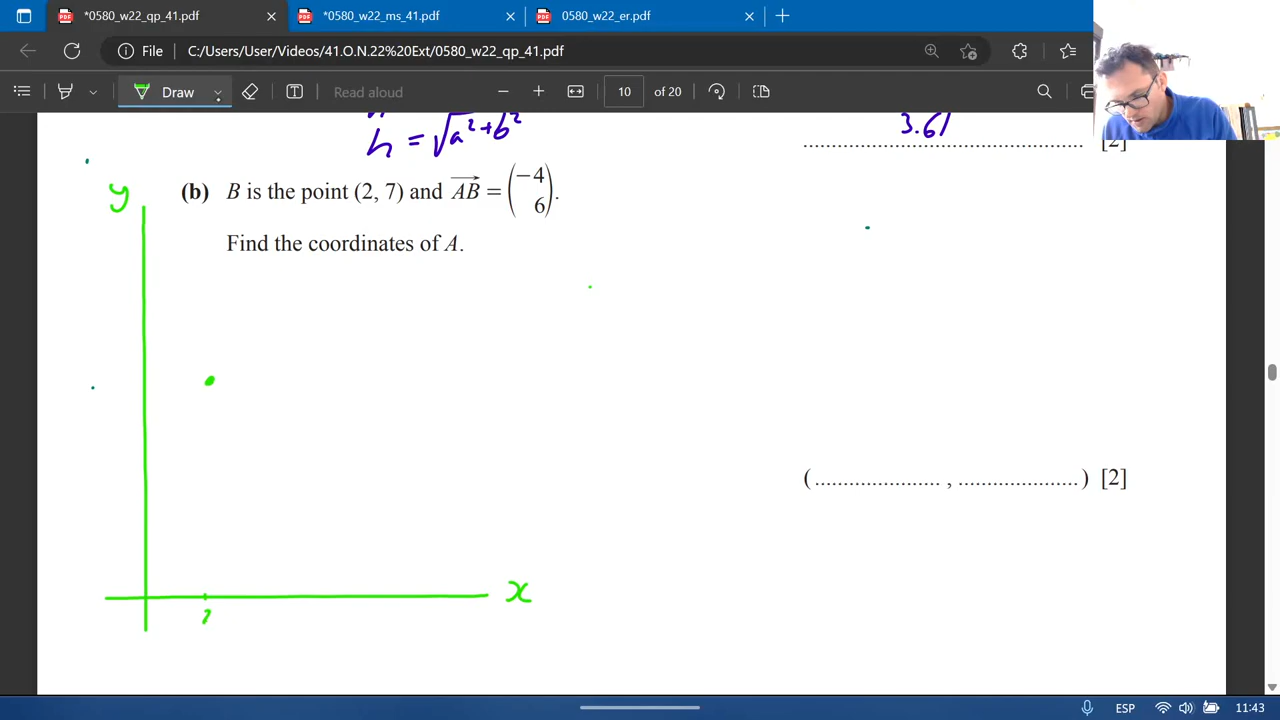 *0580_w22_qp_41.pdf
*0580_w22_ms_41.pdf
0580_w22_er.pdf
File C:/Users/User/Videos/41.O.N.22%20Ext/0580_w22_qp_41.pdf
Draw
Read aloud
10 of 20
h = √a²+b²
3.61
[2]
(b) B is the point (2, 7) and AB = (−4 6).
Find the coordinates of A.
y
x
(...................... , ......................) [2]
ESP
11:43